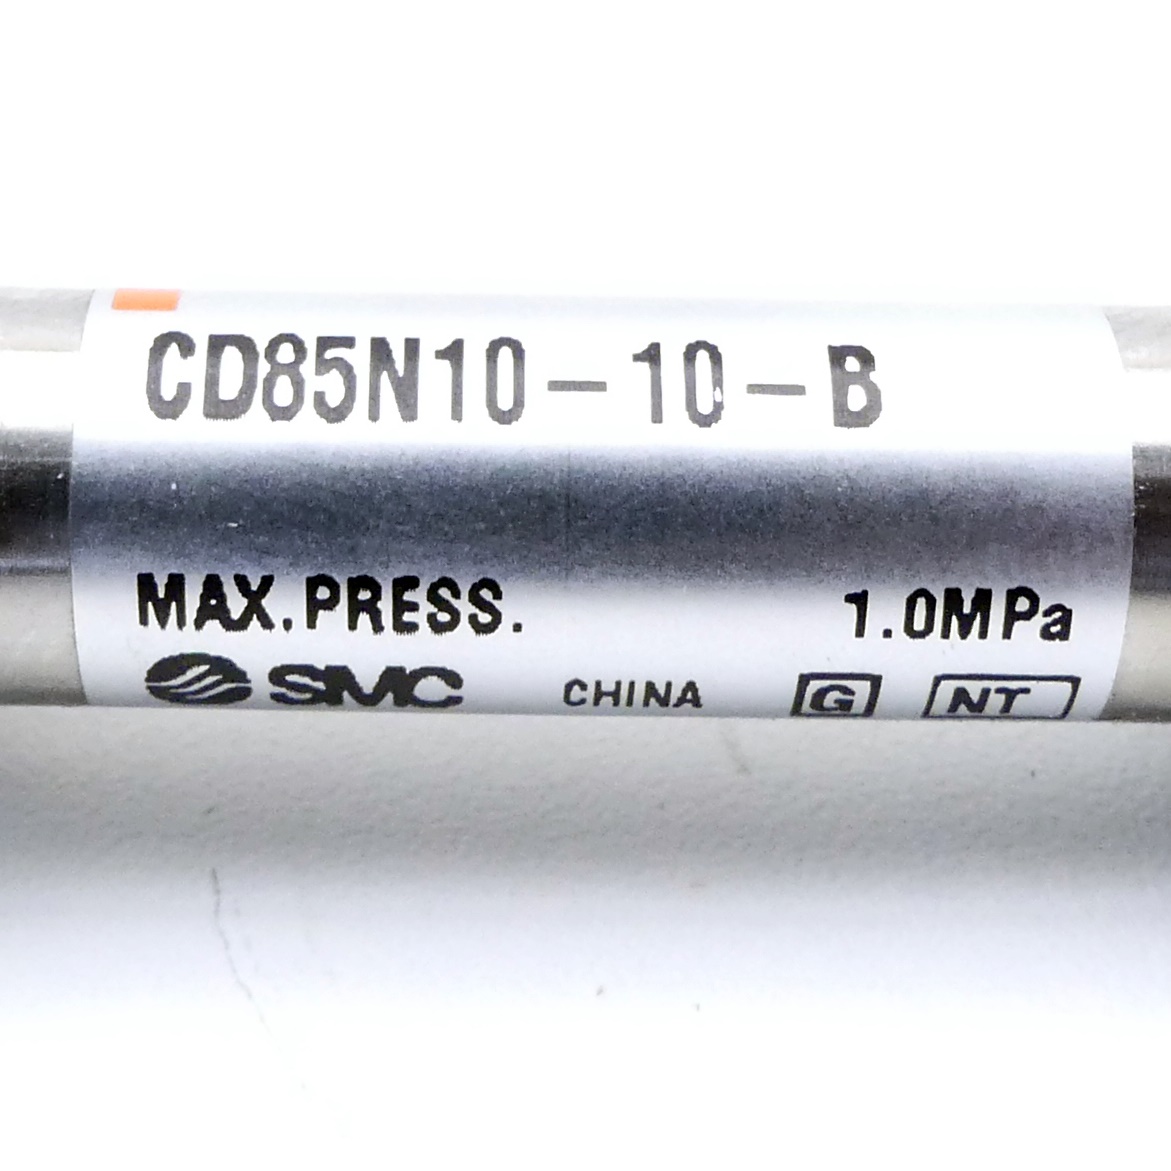 CD85N10-10-B
MAX.PRESS. 1.0MPa
SMC CHINA G NT